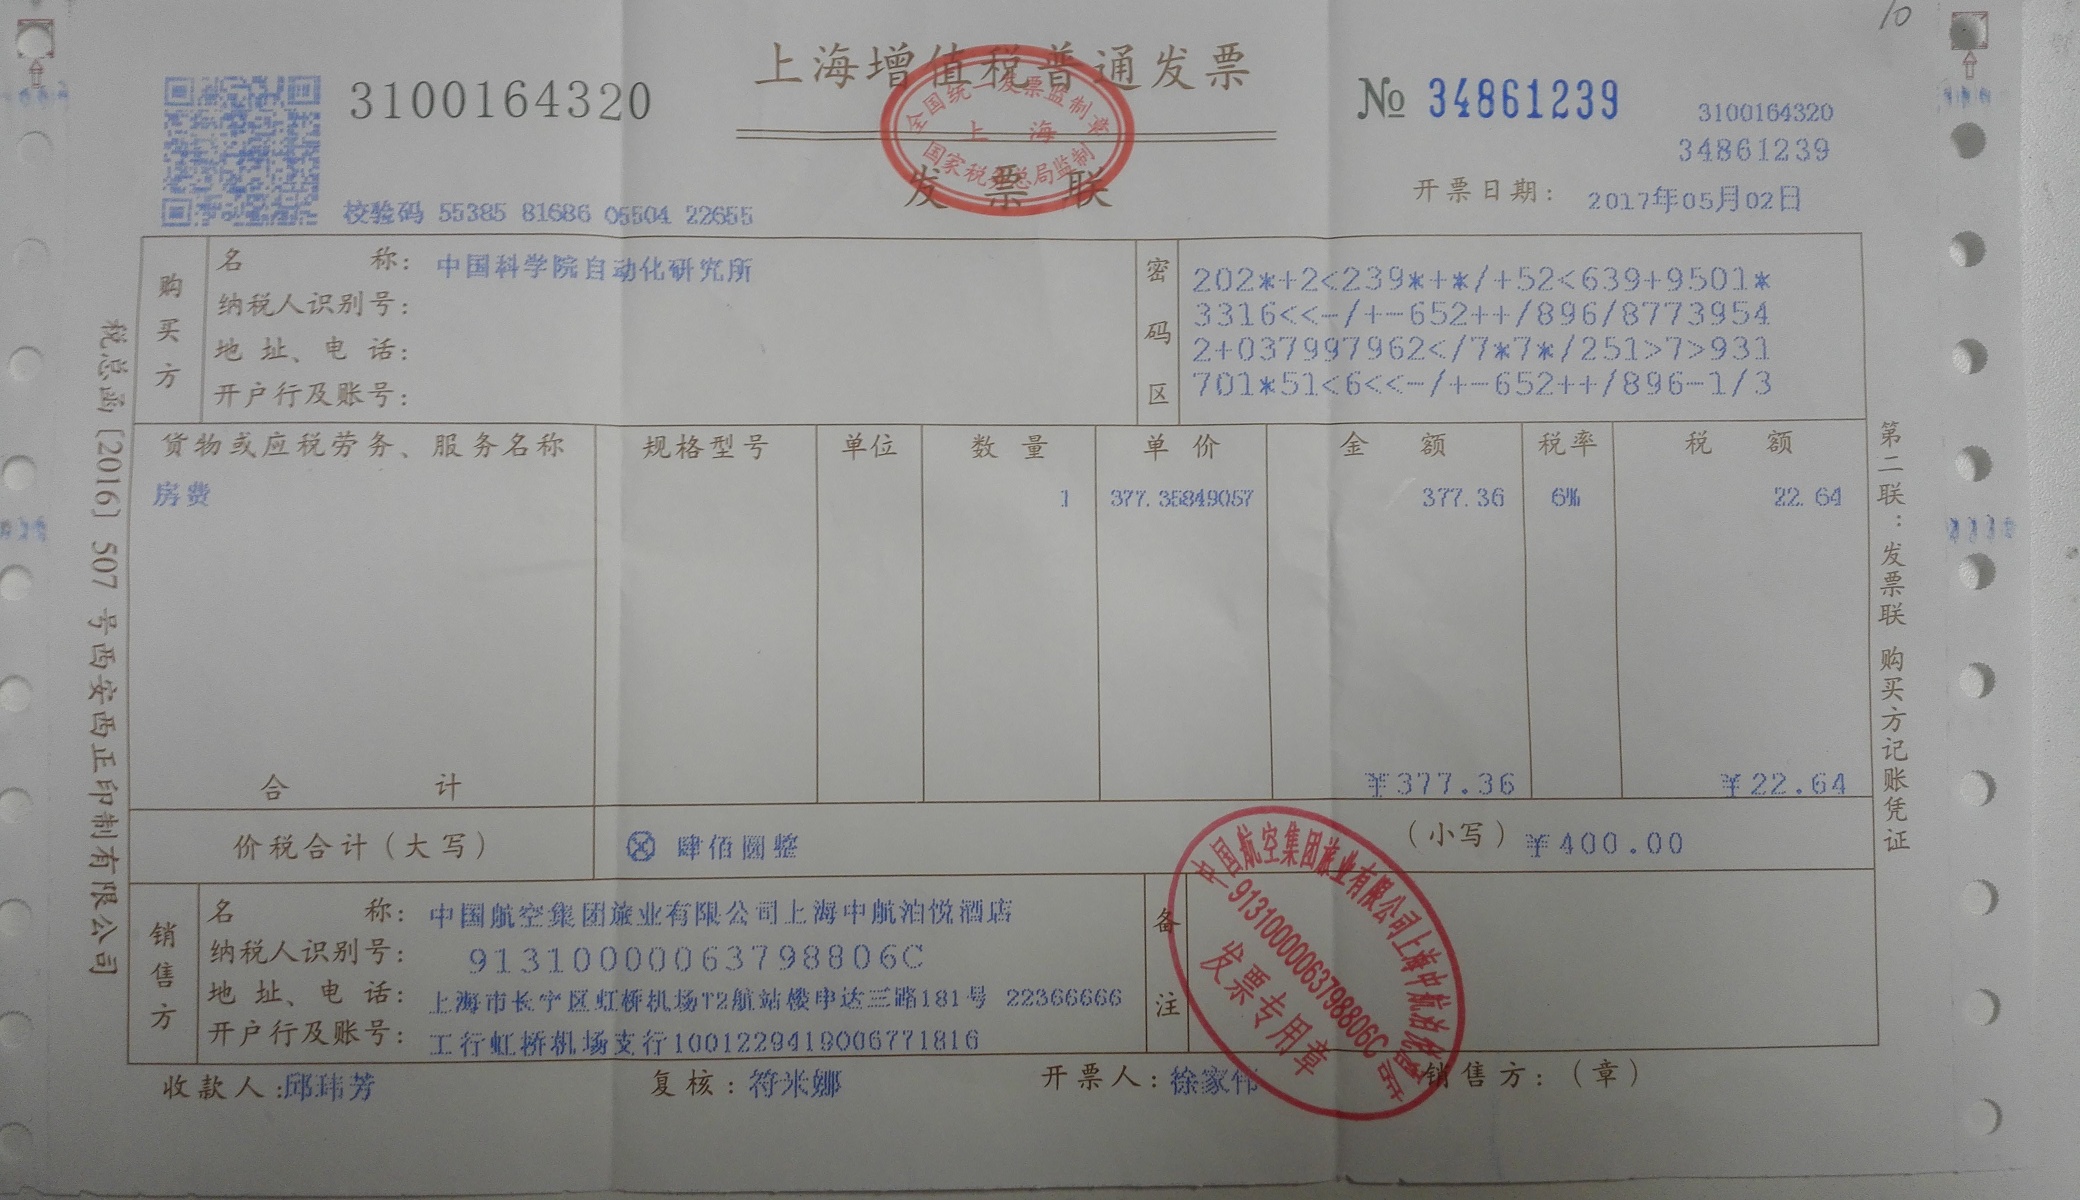 10
上海增值税普通发票
3100164320
№ 34861239
3100164320
34861239
全国统一发票监制章
上海
国家税务总局监制
发票联
校验码 55385 81686 05504 22655
开票日期: 2017年05月02日
购买方
名称: 中国科学院自动化研究所
纳税人识别号:
地址、电话:
开户行及账号:
密码区
202*+2<239*+*/+52<639+9501*
3316<<-/+-652++/896/8773954
2+037997962</7*7*/251>7>931
701*51<6<<-/+-652++/896-1/3
货物或应税劳务、服务名称 规格型号 单位 数量 单价 金额 税率 税额
房费 1 377.35849057 377.36 6% 22.64
合计 ¥377.36 ¥22.64
价税合计(大写) ⊗ 肆佰圆整 (小写) ¥400.00
销售方
名称: 中国航空集团旅业有限公司上海中航泊悦酒店
纳税人识别号: 91310000063798806C
地址、电话: 上海市长宁区虹桥机场T2航站楼申达三路181号 22366666
开户行及账号: 工行虹桥机场支行1001229419006771816
备注
中国航空集团旅业有限公司上海中航泊悦酒店
91310000063798806C
发票专用章
收款人:邱玮芳 复核:符米娜 开票人:徐家伟 销售方:(章)
税总函〔2016〕507号西安西正印制有限公司
第二联:发票联 购买方记账凭证